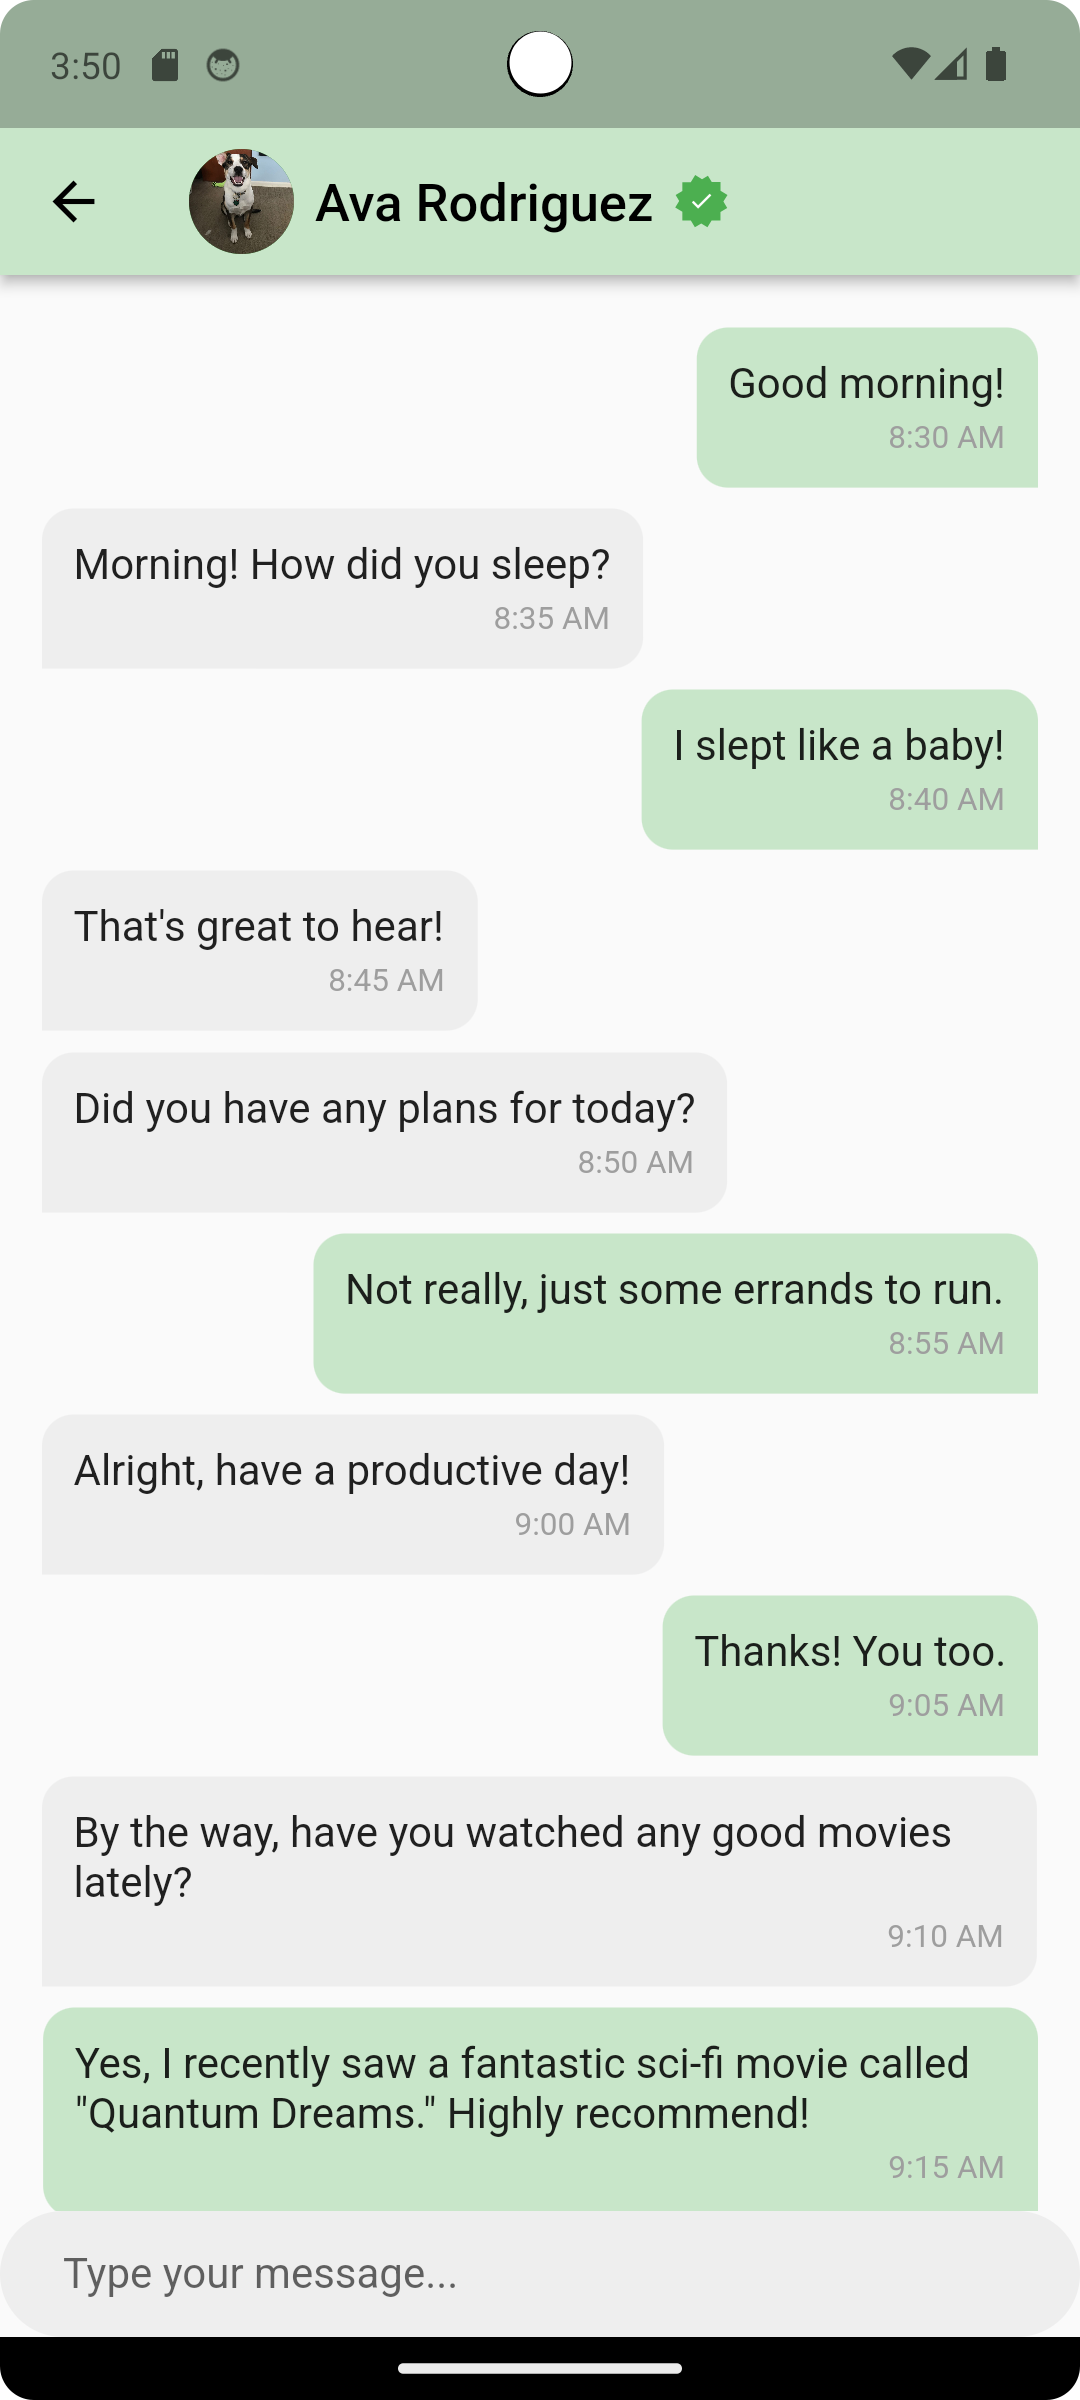 3:50
Ava Rodriguez
Good morning!
8:30 AM
Morning! How did you sleep?
8:35 AM
I slept like a baby!
8:40 AM
That's great to hear!
8:45 AM
Did you have any plans for today?
8:50 AM
Not really, just some errands to run.
8:55 AM
Alright, have a productive day!
9:00 AM
Thanks! You too.
9:05 AM
By the way, have you watched any good movies
lately?
9:10 AM
Yes, I recently saw a fantastic sci-fi movie called
"Quantum Dreams." Highly recommend!
9:15 AM
Type your message...